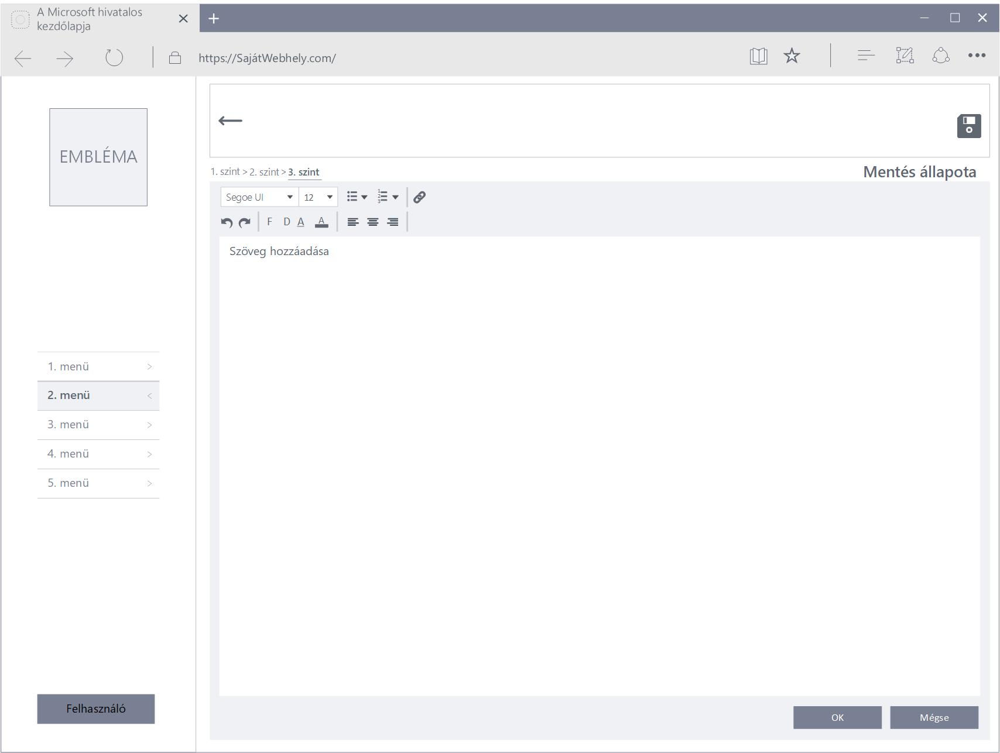 A Microsoft hivatalos
kezdőlapja
https://SajátWebhely.com/
EMBLÉMA
1. szint > 2. szint > 3. szint
Mentés állapota
Segoe UI
12
F D A A
Szöveg hozzáadása
1. menü >
2. menü <
3. menü >
4. menü >
5. menü >
Felhasználó
OK
Mégse